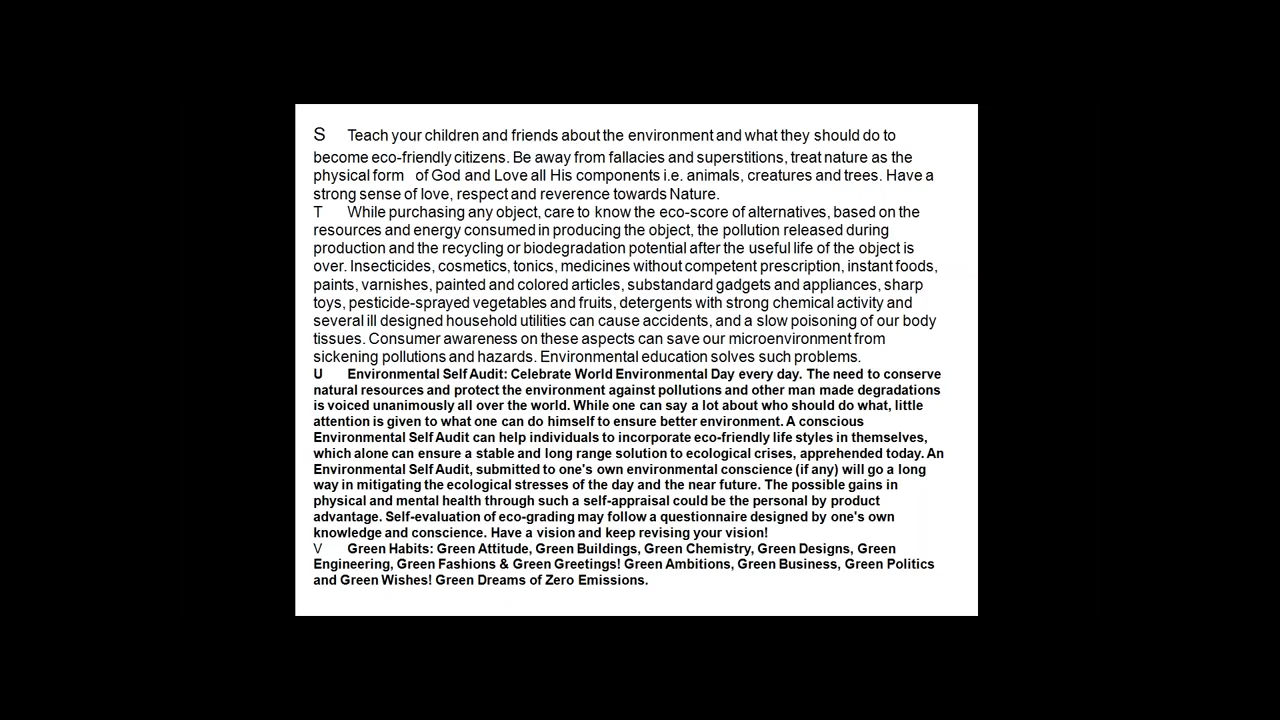 S Teach your children and friends about the environment and what they should do to
become eco-friendly citizens. Be away from fallacies and superstitions, treat nature as the
physical form of God and Love all His components i.e. animals, creatures and trees. Have a
strong sense of love, respect and reverence towards Nature.
T While purchasing any object, care to know the eco-score of alternatives, based on the
resources and energy consumed in producing the object, the pollution released during
production and the recycling or biodegradation potential after the useful life of the object is
over. Insecticides, cosmetics, tonics, medicines without competent prescription, instant foods,
paints, varnishes, painted and colored articles, substandard gadgets and appliances, sharp
toys, pesticide-sprayed vegetables and fruits, detergents with strong chemical activity and
several ill designed household utilities can cause accidents, and a slow poisoning of our body
tissues. Consumer awareness on these aspects can save our microenvironment from
sickening pollutions and hazards. Environmental education solves such problems.
U Environmental Self Audit: Celebrate World Environmental Day every day. The need to conserve
natural resources and protect the environment against pollutions and other man made degradations
is voiced unanimously all over the world. While one can say a lot about who should do what, little
attention is given to what one can do himself to ensure better environment. A conscious
Environmental Self Audit can help individuals to incorporate eco-friendly life styles in themselves,
which alone can ensure a stable and long range solution to ecological crises, apprehended today. An
Environmental Self Audit, submitted to one's own environmental conscience (if any) will go a long
way in mitigating the ecological stresses of the day and the near future. The possible gains in
physical and mental health through such a self-appraisal could be the personal by product
advantage. Self-evaluation of eco-grading may follow a questionnaire designed by one's own
knowledge and conscience. Have a vision and keep revising your vision!
V Green Habits: Green Attitude, Green Buildings, Green Chemistry, Green Designs, Green
Engineering, Green Fashions & Green Greetings! Green Ambitions, Green Business, Green Politics
and Green Wishes! Green Dreams of Zero Emissions.